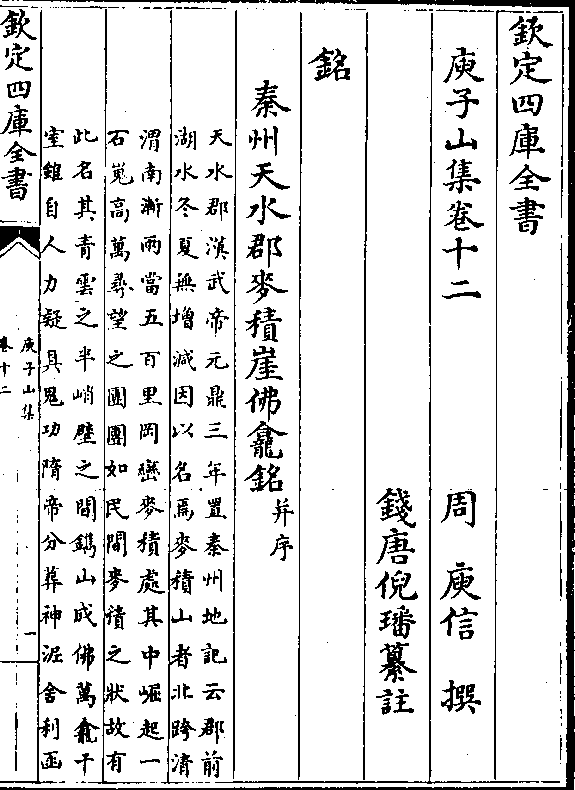 欽定四庫全書
庾子山集卷十二
周 庾信 撰
錢唐倪璠纂註
銘
秦州天水郡麥積崖佛龕銘 并序
天水郡漢武帝元鼎三年置秦州地記云郡前
湖水冬夏無增減因以名焉麥積山者北跨清
渭南漸雨當五百里岡巒麥積處其中崛起一
石嵬高萬尋望之團團如民間麥積之狀故有
此名其青雲之半峭壁之間鐫山成佛萬龕千
室雖自人力疑具鬼功隋帝分葬神泥舍利函
欽定四庫全書
庾子山集
卷十二
一